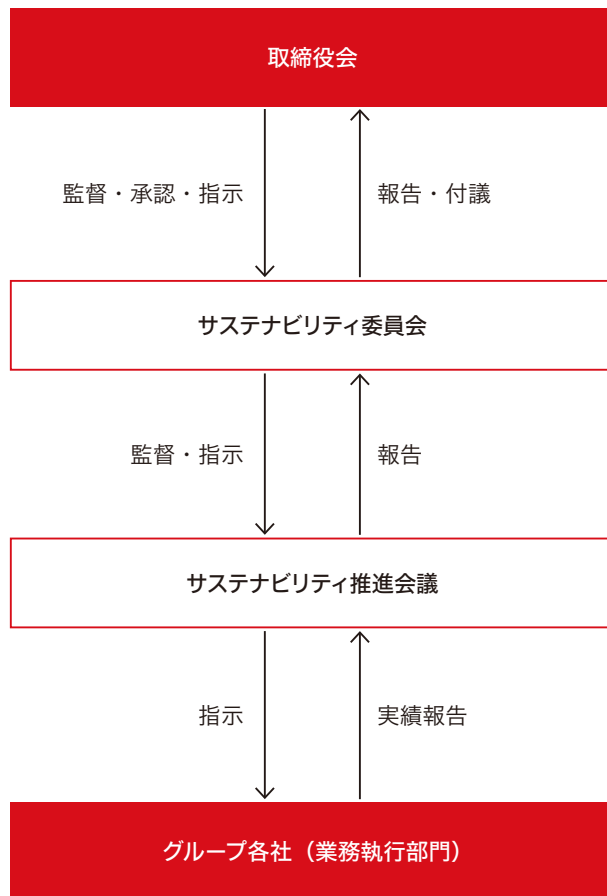 取締役会
監督・承認・指示
報告・付議
サステナビリティ委員会
監督・指示
報告
サステナビリティ推進会議
指示
実績報告
グループ各社（業務執行部門）